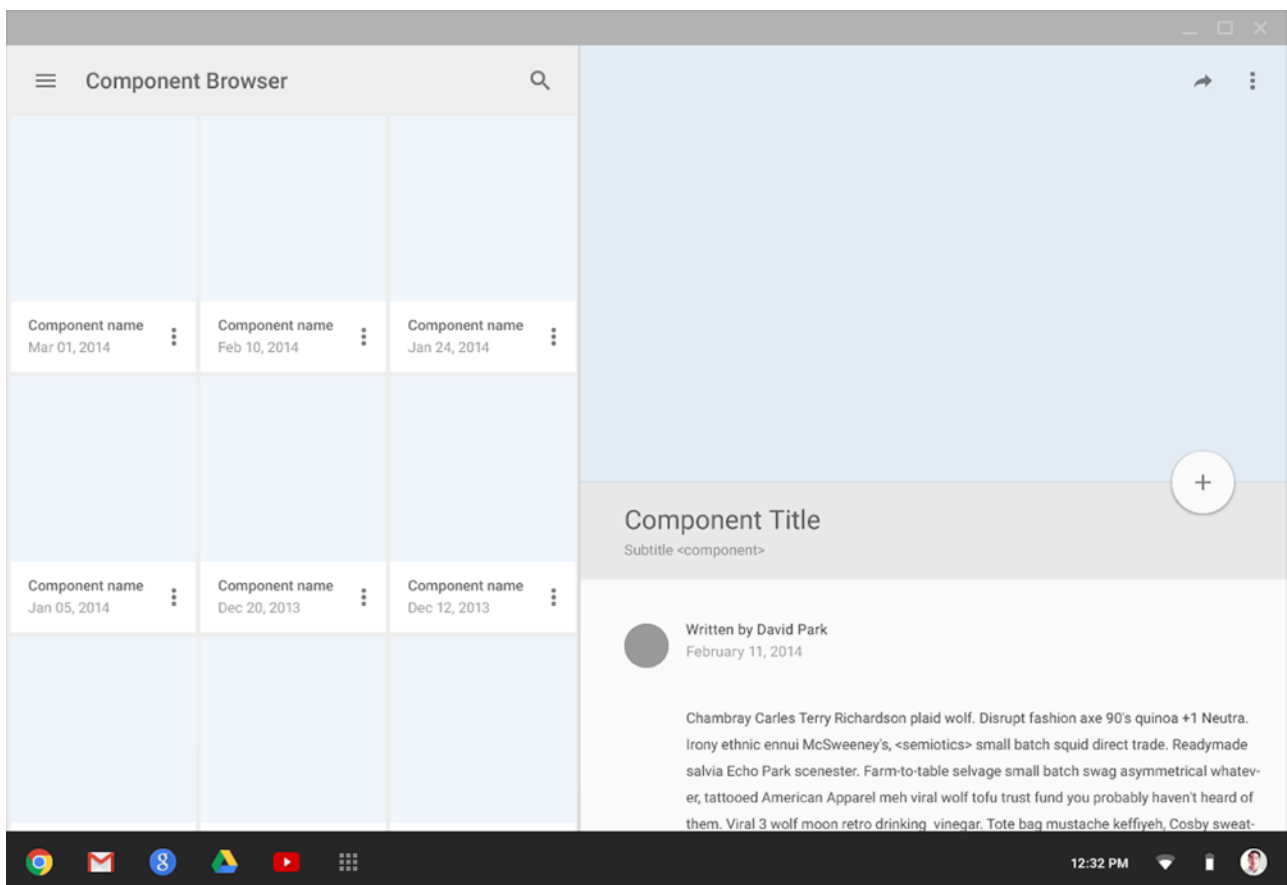 Component Browser
Component name
Mar 01, 2014
Component name
Feb 10, 2014
Component name
Jan 24, 2014
Component name
Jan 05, 2014
Component name
Dec 20, 2013
Component name
Dec 12, 2013
Component Title
Subtitle <component>
Written by David Park
February 11, 2014
Chambray Carles Terry Richardson plaid wolf. Disrupt fashion axe 90's quinoa +1 Neutra.
Irony ethnic ennui McSweeney's, <semiotics> small batch squid direct trade. Readymade
salvia Echo Park scenester. Farm-to-table selvage small batch swag asymmetrical whatev-
er, tattooed American Apparel meh viral wolf tofu trust fund you probably haven't heard of
them. Viral 3 wolf moon retro drinking vinegar. Tote bag mustache keffiyeh, Cosby sweat-
8
12:32 PM